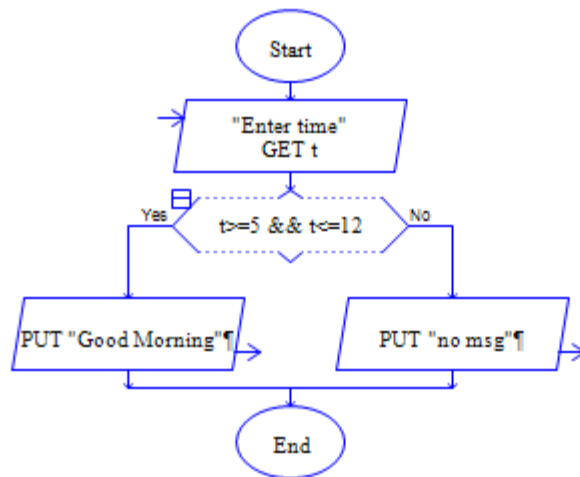 Start
"Enter time"
GET t
Yes
t>=5 && t<=12
No
PUT "Good Morning"¶
PUT "no msg"¶
End